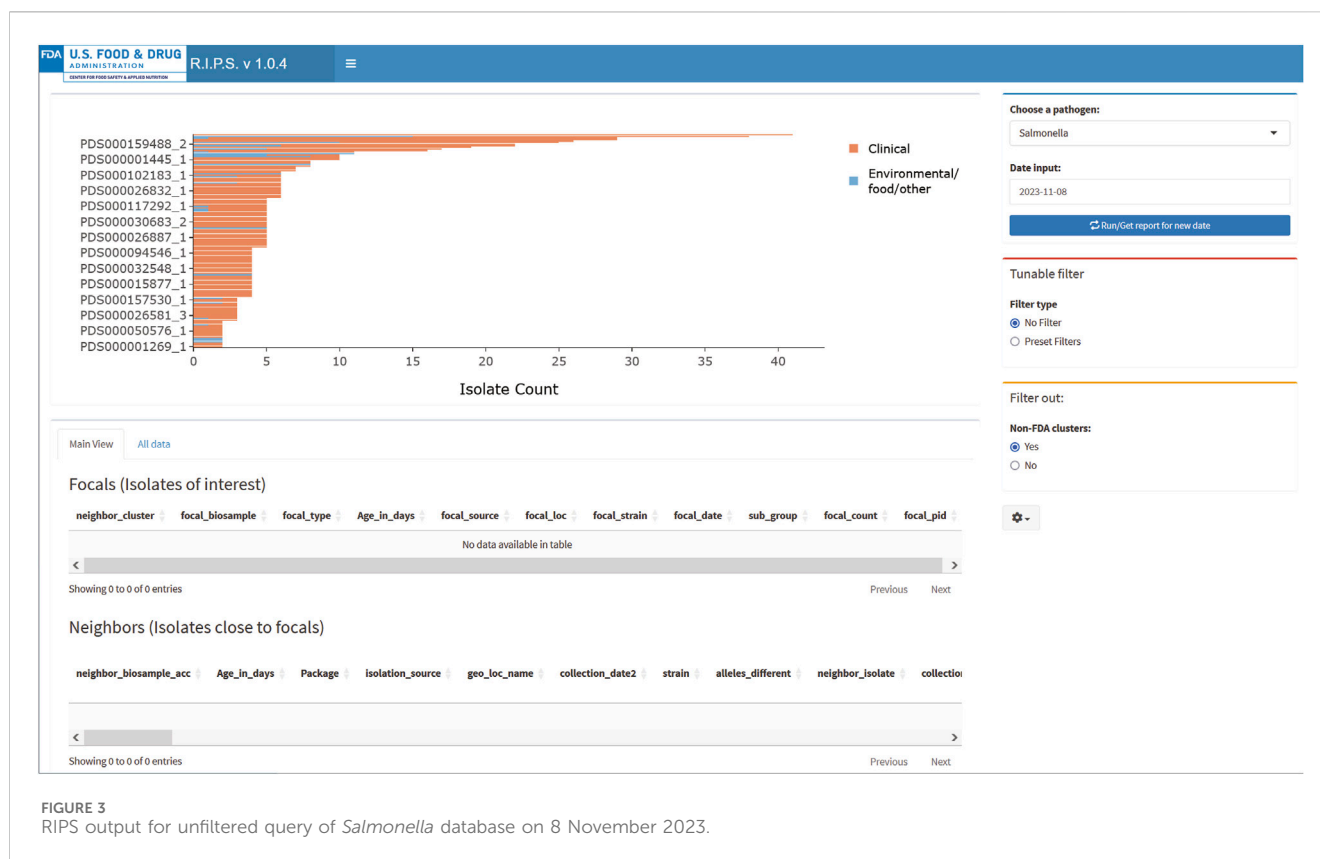 FDA U.S. FOOD & DRUG
ADMINISTRATION
CENTER FOR FOOD SAFETY & APPLIED NUTRITION
R.I.P.S. v 1.0.4
PDS000159488_2
PDS000001445_1
PDS000102183_1
PDS000026832_1
PDS000117292_1
PDS000030683_2
PDS000026887_1
PDS000094546_1
PDS000032548_1
PDS000015877_1
PDS000157530_1
PDS000026581_3
PDS000050576_1
PDS000001269_1
0 5 10 15 20 25 30 35 40
Isolate Count
Clinical
Environmental/
food/other
Choose a pathogen:
Salmonella
Date input:
2023-11-08
Run/Get report for new date
Tunable filter
Filter type
No Filter
Preset Filters
Filter out:
Non-FDA clusters:
Yes
No
Main View All data
Focals (Isolates of interest)
neighbor_cluster focal_biosample focal_type Age_in_days focal_source focal_loc focal_strain focal_date sub_group focal_count focal_pid
No data available in table
Showing 0 to 0 of 0 entries Previous Next
Neighbors (Isolates close to focals)
neighbor_biosample_acc Age_in_days Package isolation_source geo_loc_name collection_date2 strain alleles_different neighbor_isolate collection
Showing 0 to 0 of 0 entries Previous Next
FIGURE 3
RIPS output for unfiltered query of Salmonella database on 8 November 2023.